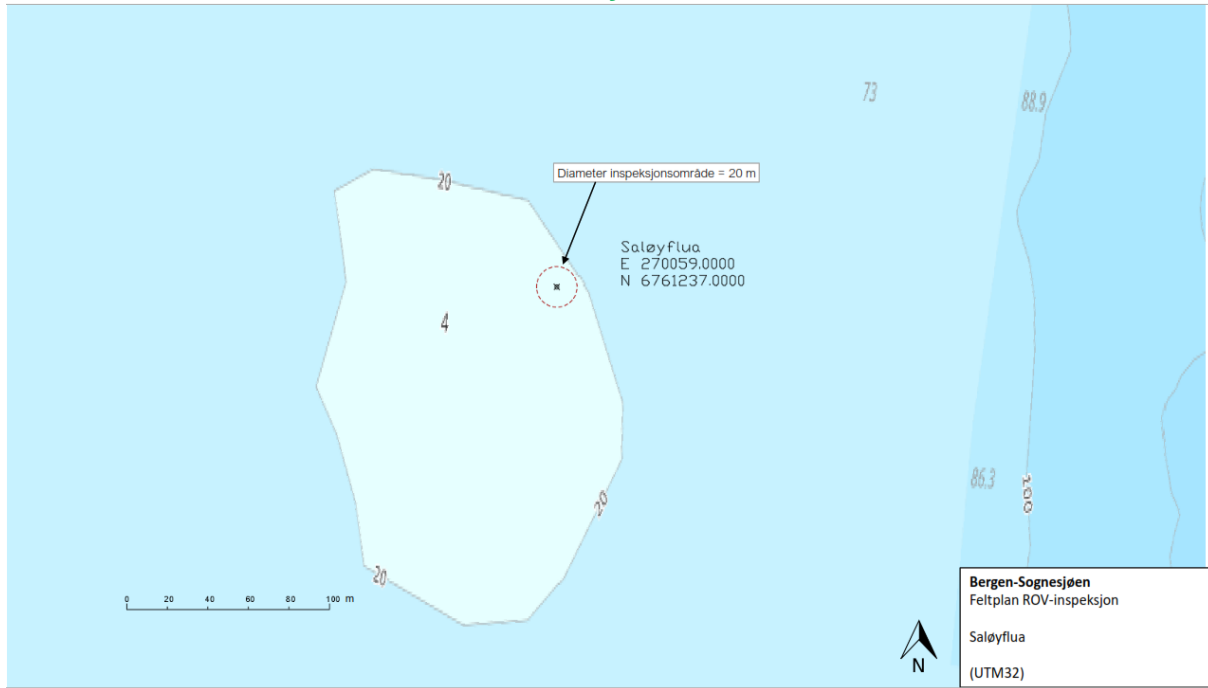 73
88.9
Diameter inspeksjonsområde = 20 m
20
Saløyflua
E 270059.0000
N 6761237.0000
4
86.3
200
20
20
0 20 40 60 80 100 m
N
Bergen-Sognesjøen
Feltplan ROV-inspeksjon
Saløyflua
(UTM32)